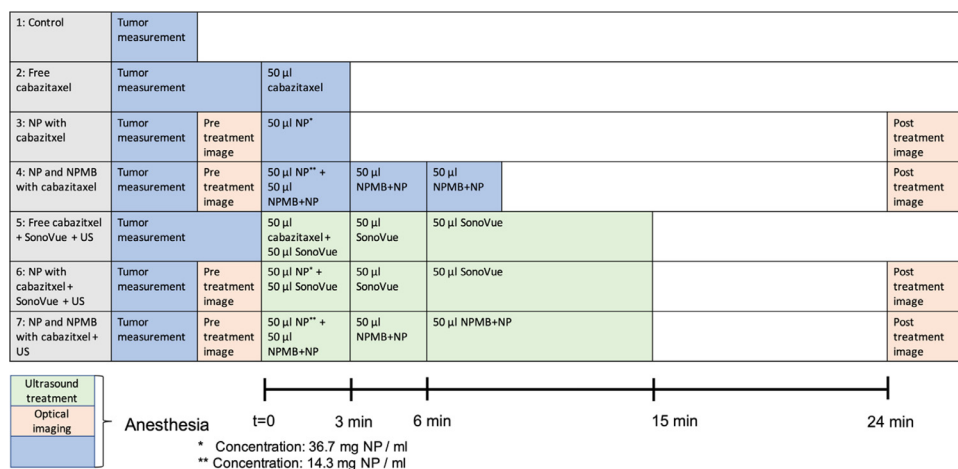 1: Control
Tumor
measurement
2: Free
cabazitaxel
Tumor
measurement
50 µl
cabazitaxel
3: NP with
cabazitxel
Tumor
measurement
Pre
treatment
image
50 µl NP*
Post
treatment
image
4: NP and NPMB
with cabazitaxel
Tumor
measurement
Pre
treatment
image
50 µl NP** +
50 µl
NPMB+NP
50 µl
NPMB+NP
50 µl
NPMB+NP
Post
treatment
image
5: Free cabazitxel
+ SonoVue + US
Tumor
measurement
50 µl
cabazitaxel+
50 µl SonoVue
50 µl
SonoVue
50 µl SonoVue
6: NP with
cabazitxel+
SonoVue + US
Tumor
measurement
Pre
treatment
image
50 µl NP* +
50 µl SonoVue
50 µl
SonoVue
50 µl SonoVue
Post
treatment
image
7: NP and NPMB
with cabazitxel+
US
Tumor
measurement
Pre
treatment
image
50 µl NP** +
50 µl
NPMB+NP
50 µl
NPMB+NP
50 µl NPMB+NP
Post
treatment
image
Ultrasound
treatment
Optical
imaging
Anesthesia
t=0
3 min
6 min
15 min
24 min
* Concentration: 36.7 mg NP / ml
** Concentration: 14.3 mg NP / ml